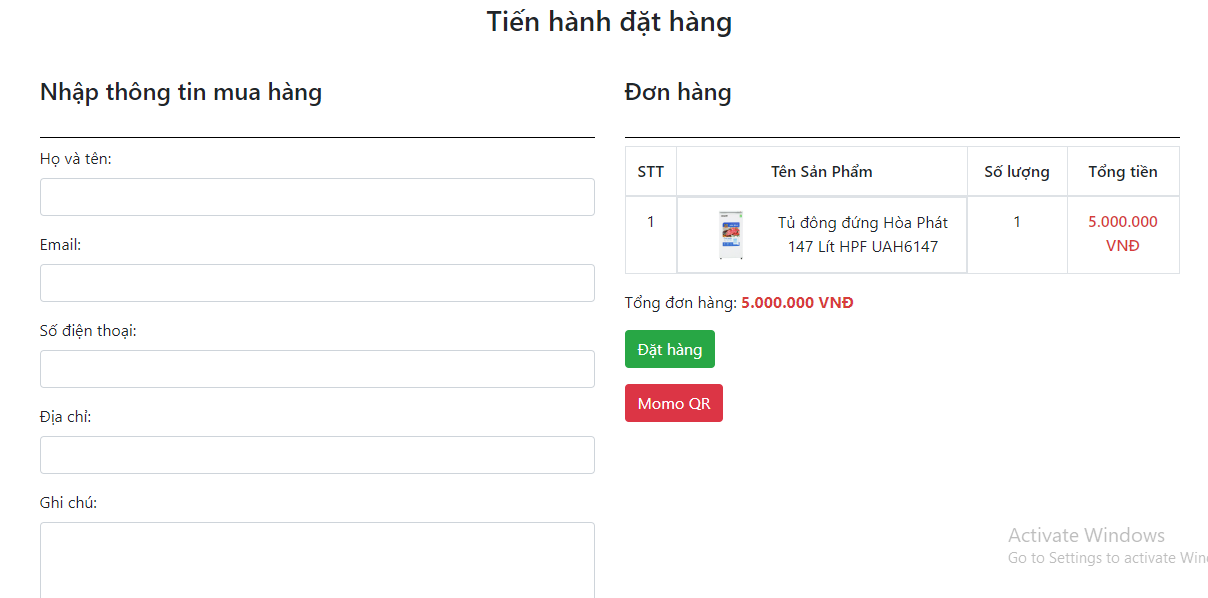 Tiến hành đặt hàng
Nhập thông tin mua hàng
Họ và tên:
Email:
Số điện thoại:
Địa chỉ:
Ghi chú:
Đơn hàng
STT Tên Sản Phẩm Số lượng Tổng tiền
1 Tủ đông đứng Hòa Phát 1 5.000.000
147 Lít HPF UAH6147 VNĐ
Tổng đơn hàng: 5.000.000 VNĐ
Đặt hàng
Momo QR
Activate Windows
Go to Settings to activate Win